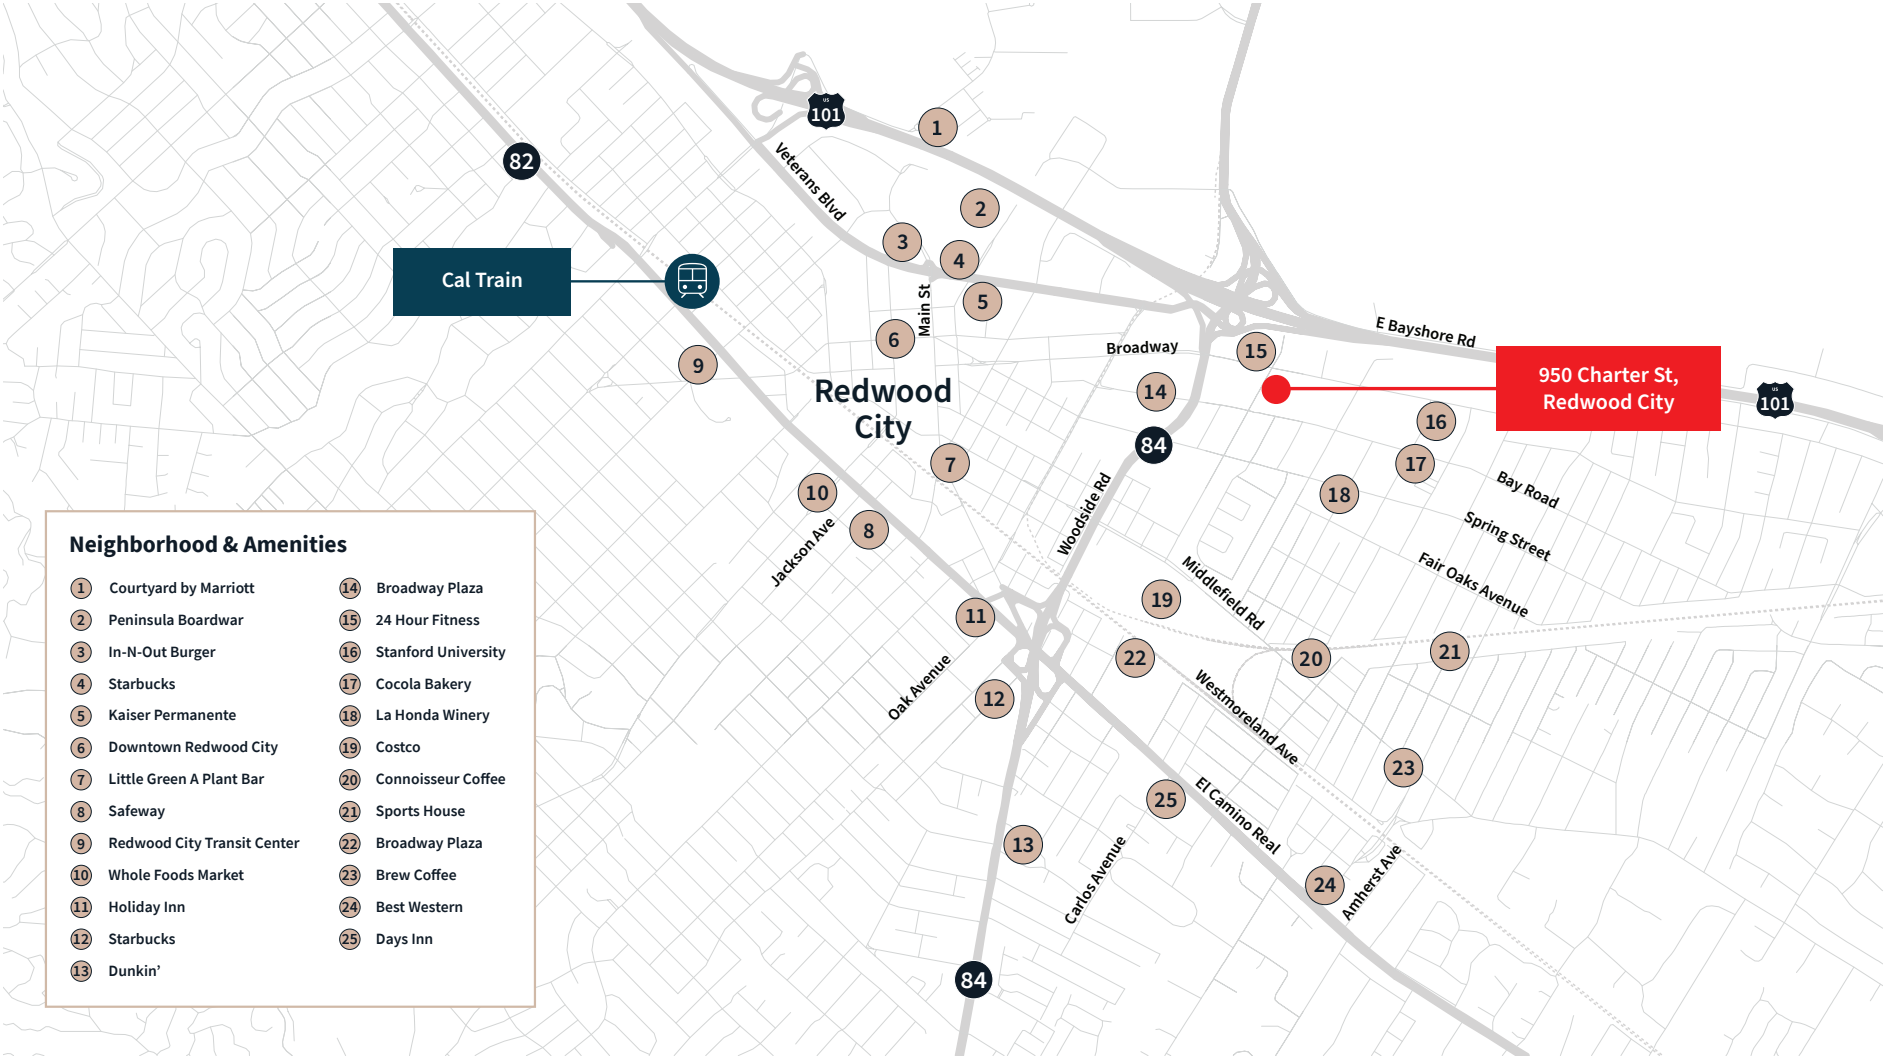 US
101
1
82
Veterans Blvd
2
3
4
Cal Train
5
Main St
E Bayshore Rd
6
Broadway
15
9
950 Charter St,
Redwood City
14
Redwood
City
US
101
16
84
7
17
10
18
Bay Road
Woodside Rd
8
Spring Street
Jackson Ave
Fair Oaks Avenue
Middlefield Rd
19
11
21
22
20
Oak Avenue
12
Westmoreland Ave
23
25
El Camino Real
13
Carlos Avenue
24
Amherst Ave
84
Neighborhood & Amenities
1 Courtyard by Marriott
2 Peninsula Boardwar
3 In-N-Out Burger
4 Starbucks
5 Kaiser Permanente
6 Downtown Redwood City
7 Little Green A Plant Bar
8 Safeway
9 Redwood City Transit Center
10 Whole Foods Market
11 Holiday Inn
12 Starbucks
13 Dunkin’
14 Broadway Plaza
15 24 Hour Fitness
16 Stanford University
17 Cocola Bakery
18 La Honda Winery
19 Costco
20 Connoisseur Coffee
21 Sports House
22 Broadway Plaza
23 Brew Coffee
24 Best Western
25 Days Inn